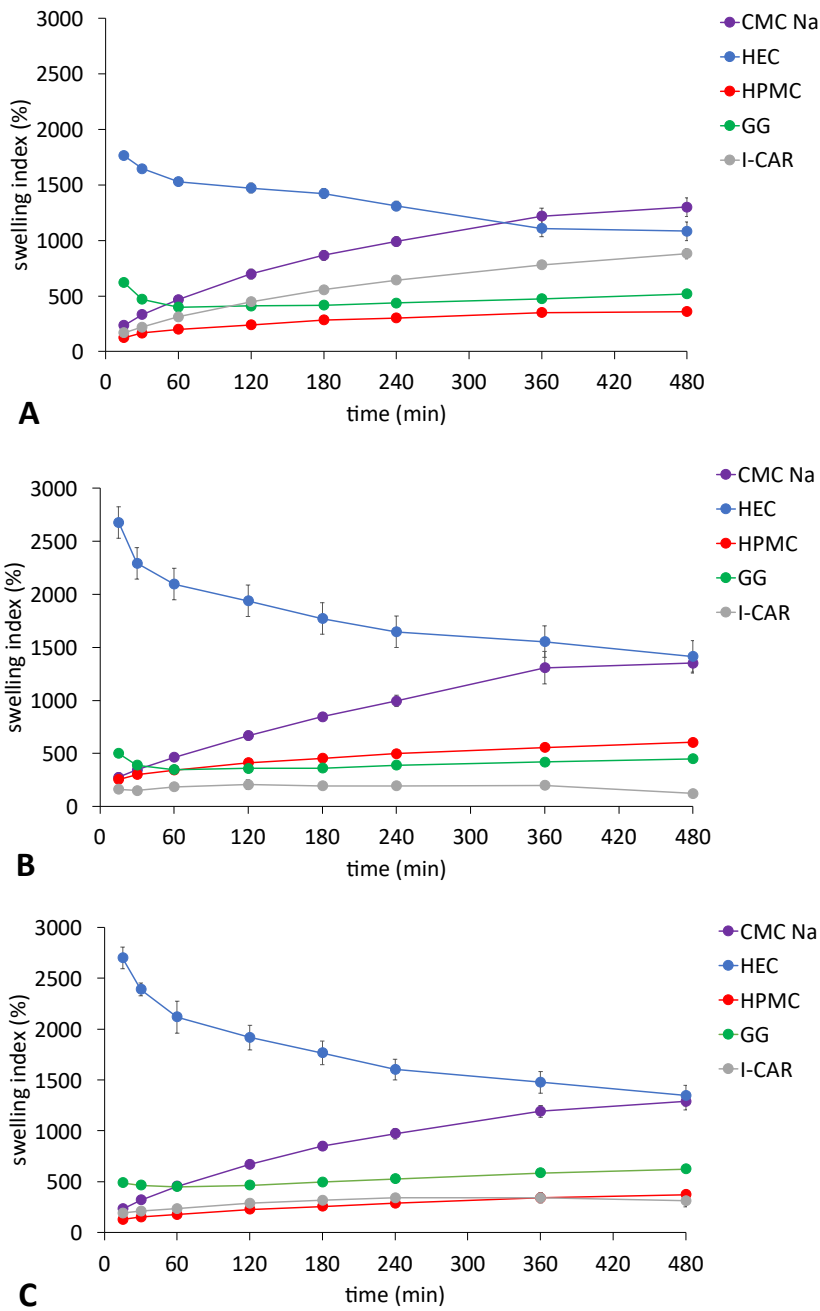 3000
2500
2000
1500
1000
500
0
swelling index (%)
0 60 120 180 240 300 360 420 480
time (min)
CMC Na
HEC
HPMC
GG
I-CAR
A
3000
2500
2000
1500
1000
500
0
swelling index (%)
0 60 120 180 240 300 360 420 480
time (min)
CMC Na
HEC
HPMC
GG
I-CAR
B
3000
2500
2000
1500
1000
500
0
swelling index (%)
0 60 120 180 240 300 360 420 480
time (min)
CMC Na
HEC
HPMC
GG
I-CAR
C